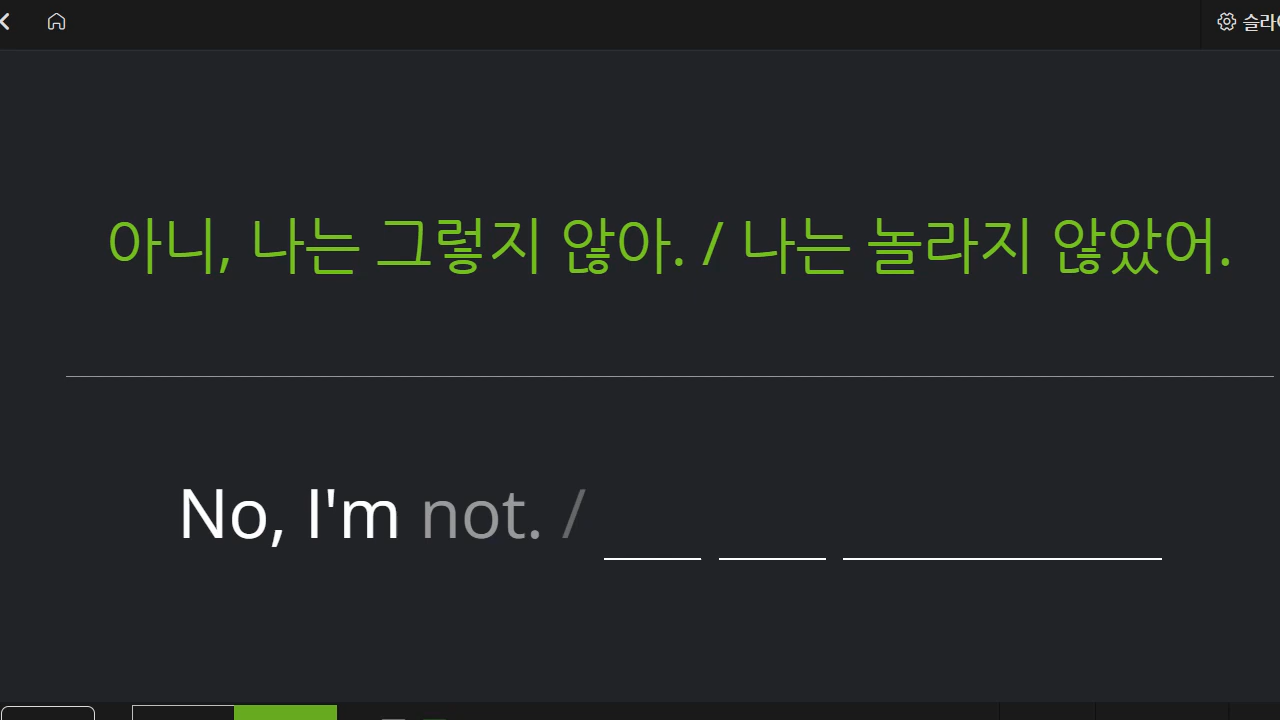 슬라
아니, 나는 그렇지 않아. / 나는 놀라지 않았어.
No, I'm not. /